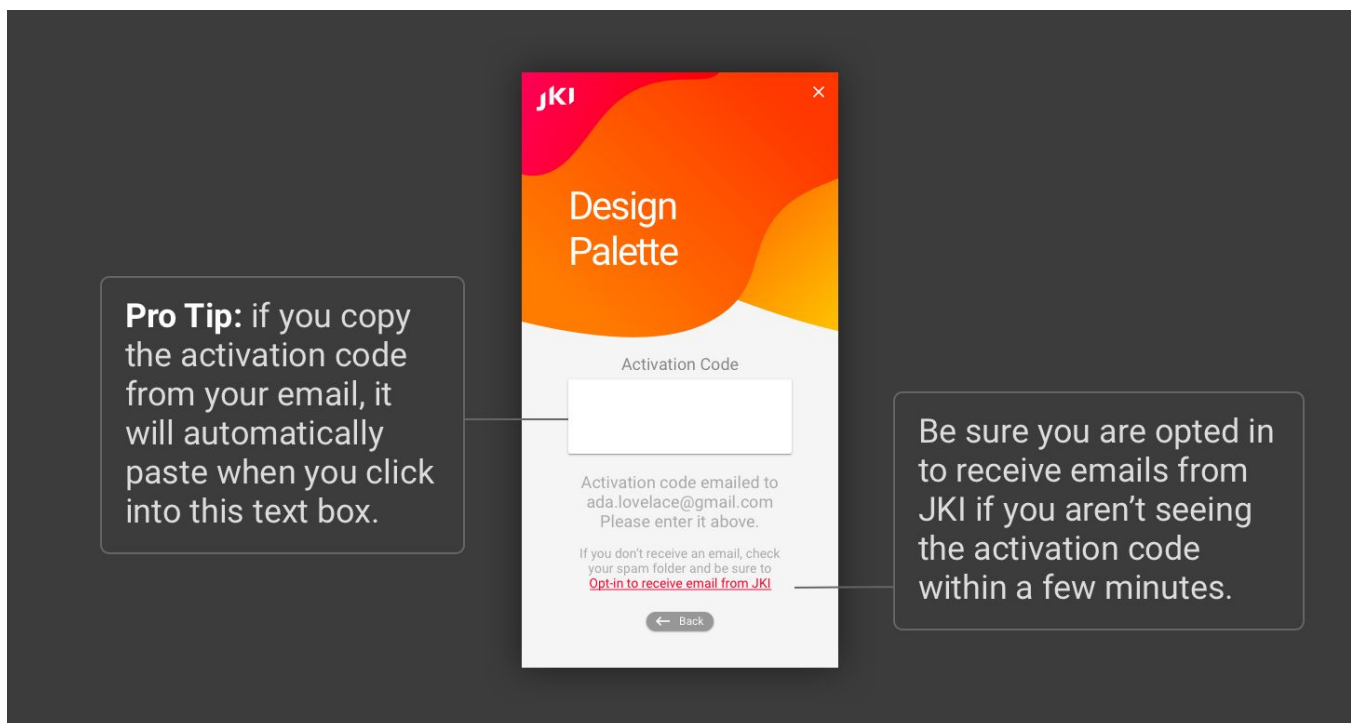 JKI
Design
Palette
Pro Tip: if you copy
the activation code
from your email, it
will automatically
paste when you click
into this text box.
Activation Code
Activation code emailed to
ada.lovelace@gmail.com
Please enter it above.
If you don't receive an email, check
your spam folder and be sure to
Opt-in to receive email from JKI
Back
Be sure you are opted in
to receive emails from
JKI if you aren’t seeing
the activation code
within a few minutes.